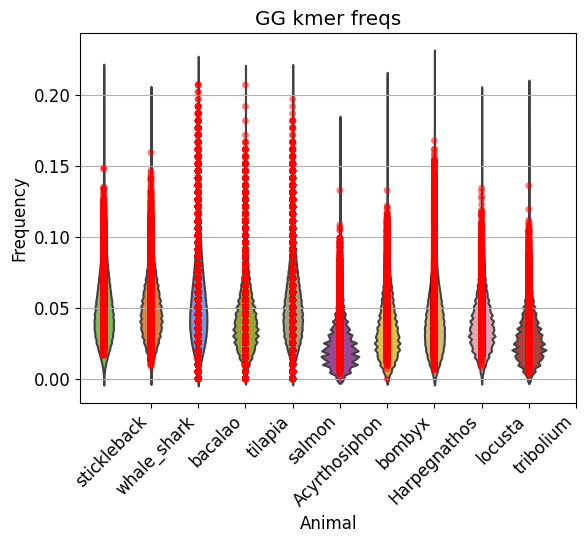 GG kmer freqs
Frequency
0.20
0.15
0.10
0.05
0.00
stickleback
whale_shark
bacalao
tilapia
salmon
Acyrthosiphon
bombyx
Harpegnathos
locusta
tribolium
Animal